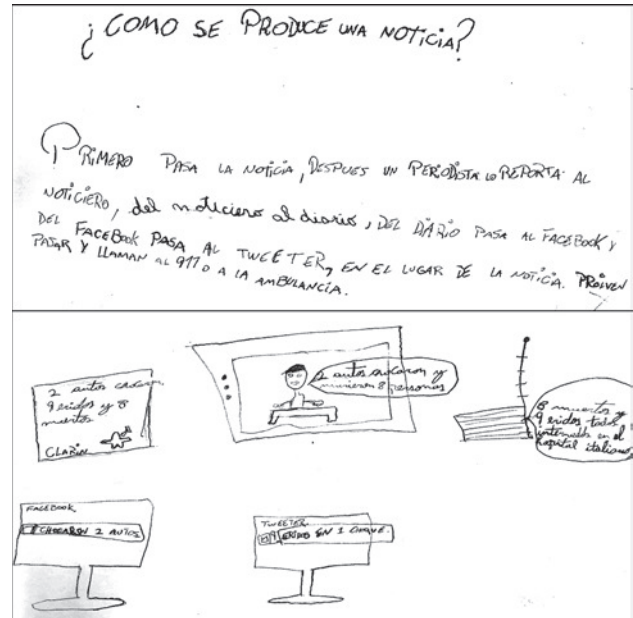 ¿COMO SE PRODUCE UNA NOTICIA?
PRIMERO PASA LA NOTICIA, DESPUES UN PERIODISTA LO REPORTA AL
NOTICIERO, del noticiero al diario, DEL DIARIO PASA AL FACEBOOK Y
DEL FACEBOOK PASA AL TWEETER, EN EL LUGAR DE LA NOTICIA. PROIVEN
PASAR Y LLAMAN AL 911 O A LA AMBULANCIA.
2 autos chocaron
9 eridos y 8
muertos
CLARIN
2 autos chocaron y
murieron 8 personas
8 muertos y
9 eridos todos
internados en el
hospital italiano
FACEBOOK
CHOCARON 2 AUTOS
TWEETER
9 ERIDOS EN 1 CHOQUE.